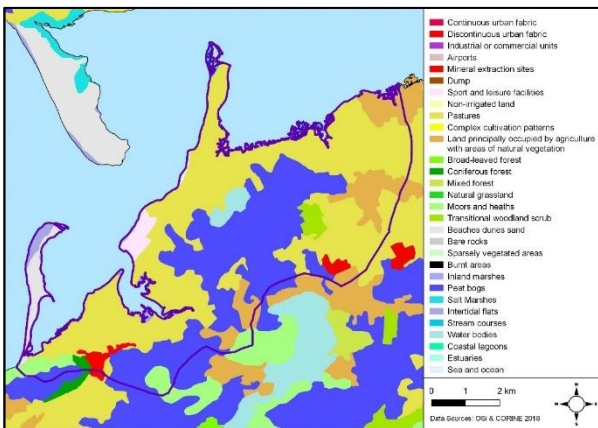 Continuous urban fabric
Discontinuous urban fabric
Industrial or commercial units
Airports
Mineral extraction sites
Dump
Sport and leisure facilities
Non-irrigated land
Pastures
Complex cultivation patterns
Land principally occupied by agriculture
with areas of natural vegetation
Broad-leaved forest
Coniferous forest
Mixed forest
Natural grassland
Moors and heaths
Transitional woodland scrub
Beaches dunes sand
Bare rocks
Sparsely vegetated areas
Burnt areas
Inland marshes
Peat bogs
Salt Marshes
Intertidal flats
Stream courses
Water bodies
Coastal lagoons
Estuaries
Sea and ocean
0 1 2 km
Data Sources: OSi & CORINE 2018
N
W E
S